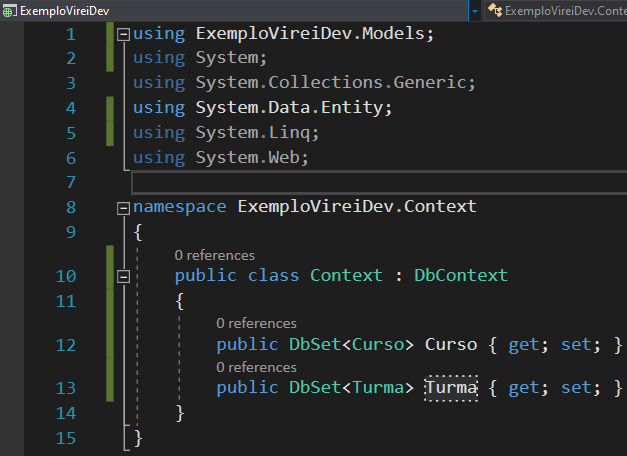 ExemploVireiDev ExemploVireiDev.Conte
1 using ExemploVireiDev.Models;
2 using System;
3 using System.Collections.Generic;
4 using System.Data.Entity;
5 using System.Linq;
6 using System.Web;
7
8 namespace ExemploVireiDev.Context
9 {
0 references
10 public class Context : DbContext
11 {
0 references
12 public DbSet<Curso> Curso { get; set; }
0 references
13 public DbSet<Turma> Turma { get; set; }
14 }
15 }